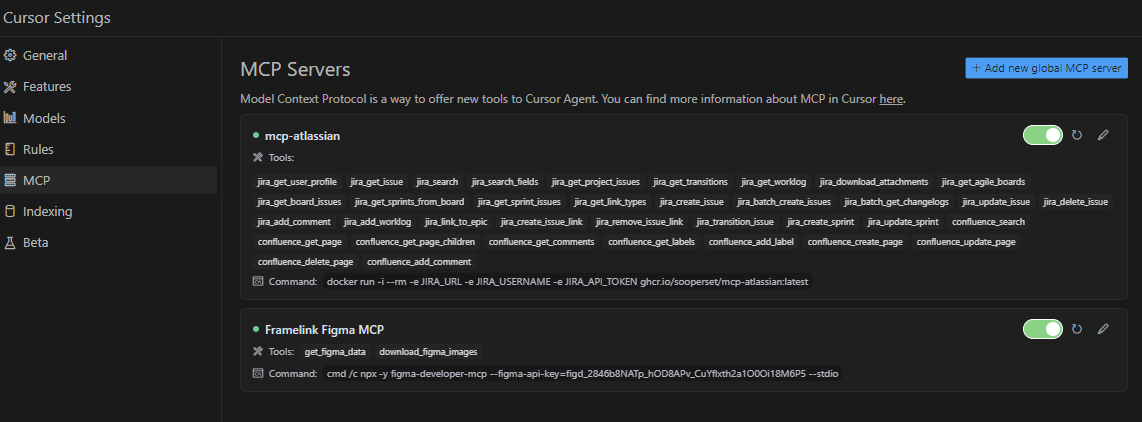 Cursor Settings
General
Features
Models
Rules
MCP
Indexing
Beta
MCP Servers
+ Add new global MCP server
Model Context Protocol is a way to offer new tools to Cursor Agent. You can find more information about MCP in Cursor here.
mcp-atlassian
Tools:
jira_get_user_profile jira_get_issue jira_search jira_search_fields jira_get_project_issues jira_get_transitions jira_get_worklog jira_download_attachments jira_get_agile_boards
jira_get_board_issues jira_get_sprints_from_board jira_get_sprint_issues jira_get_link_types jira_create_issue jira_batch_create_issues jira_batch_get_changelogs jira_update_issue jira_delete_issue
jira_add_comment jira_add_worklog jira_link_to_epic jira_create_issue_link jira_remove_issue_link jira_transition_issue jira_create_sprint jira_update_sprint confluence_search
confluence_get_page confluence_get_page_children confluence_get_comments confluence_get_labels confluence_add_label confluence_create_page confluence_update_page
confluence_delete_page confluence_add_comment
Command: docker run -i --rm -e JIRA_URL -e JIRA_USERNAME -e JIRA_API_TOKEN ghcr.io/sooperset/mcp-atlassian:latest
Framelink Figma MCP
Tools: get_figma_data download_figma_images
Command: cmd /c npx -y figma-developer-mcp --figma-api-key=figd_2846b8NATp_hOD8APv_CuYflxth2a1O0Oi18M6P5 --stdio